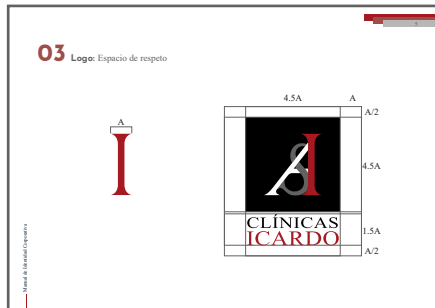 5
03 Logo: Espacio de respeto
4.5A A
A/2
A
I
4.5A
A&I
CLÍNICAS
ICARDO
1.5A
A/2
Manual de Identidad Corporativa